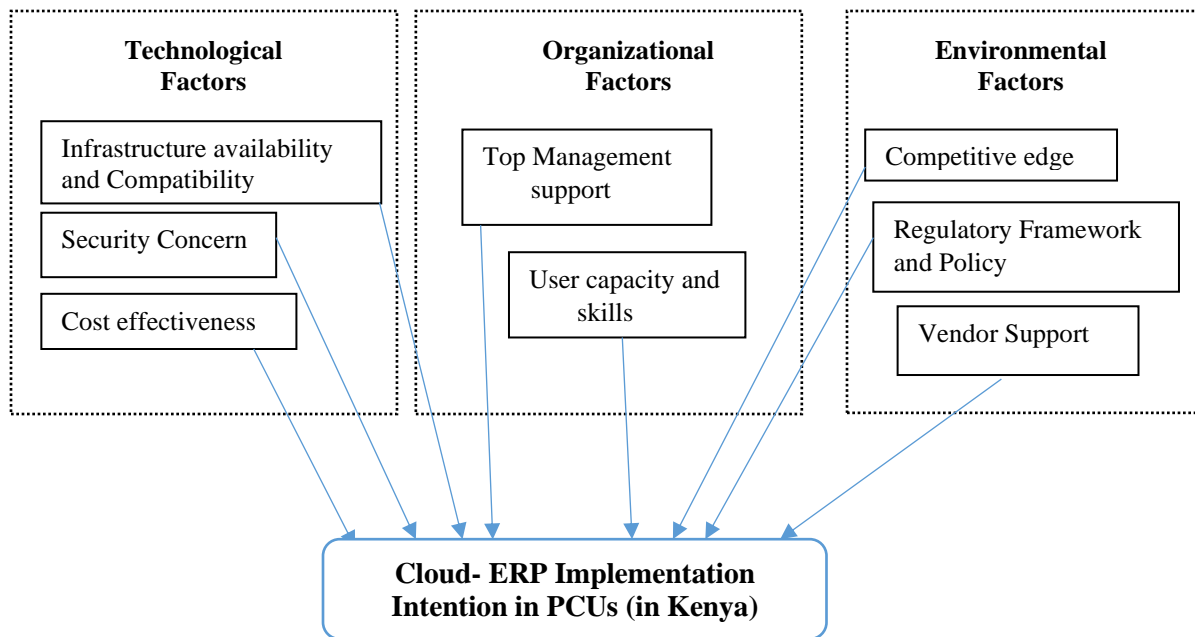 Technological
Factors
Infrastructure availability
and Compatibility
Security Concern
Cost effectiveness
Organizational
Factors
Top Management
support
User capacity and
skills
Environmental
Factors
Competitive edge
Regulatory Framework
and Policy
Vendor Support
Cloud- ERP Implementation
Intention in PCUs (in Kenya)